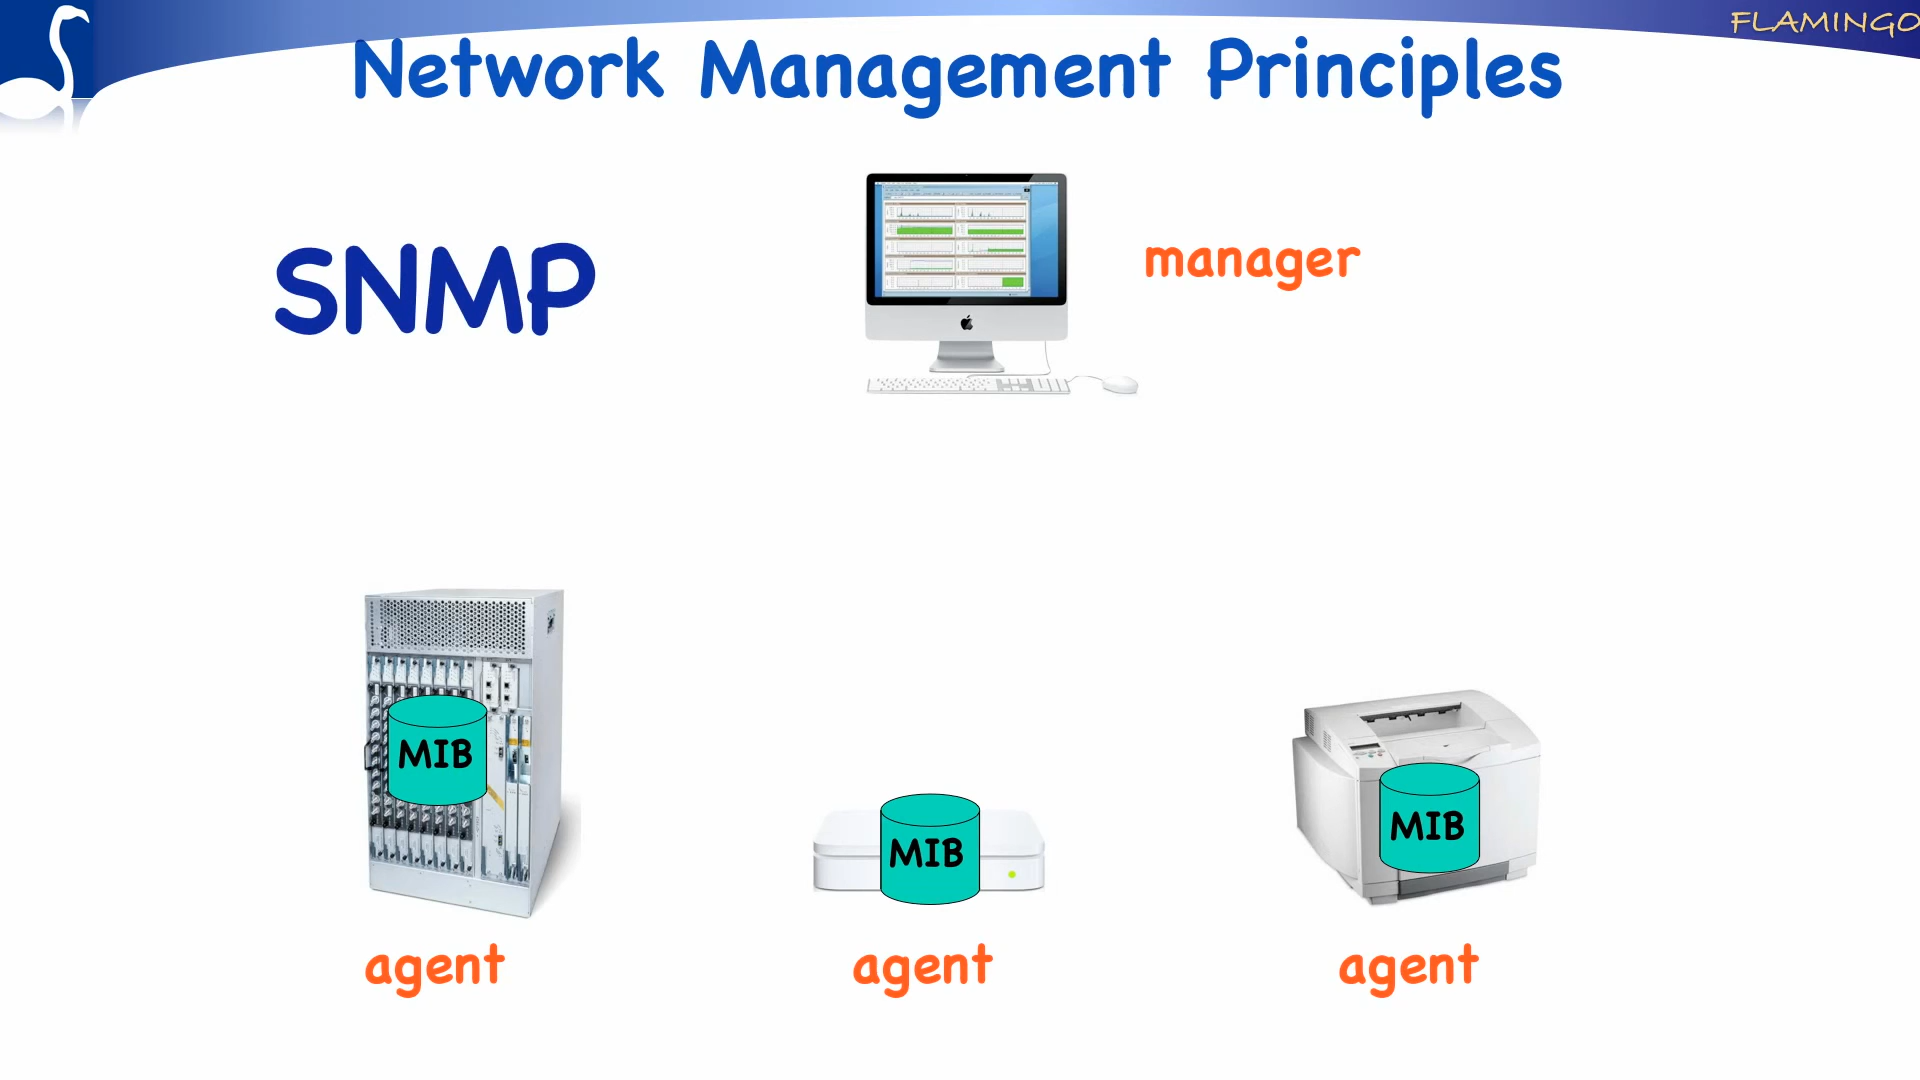 FLAMINGO
Network Management Principles
SNMP
manager
MIB
MIB
MIB
agent
agent
agent